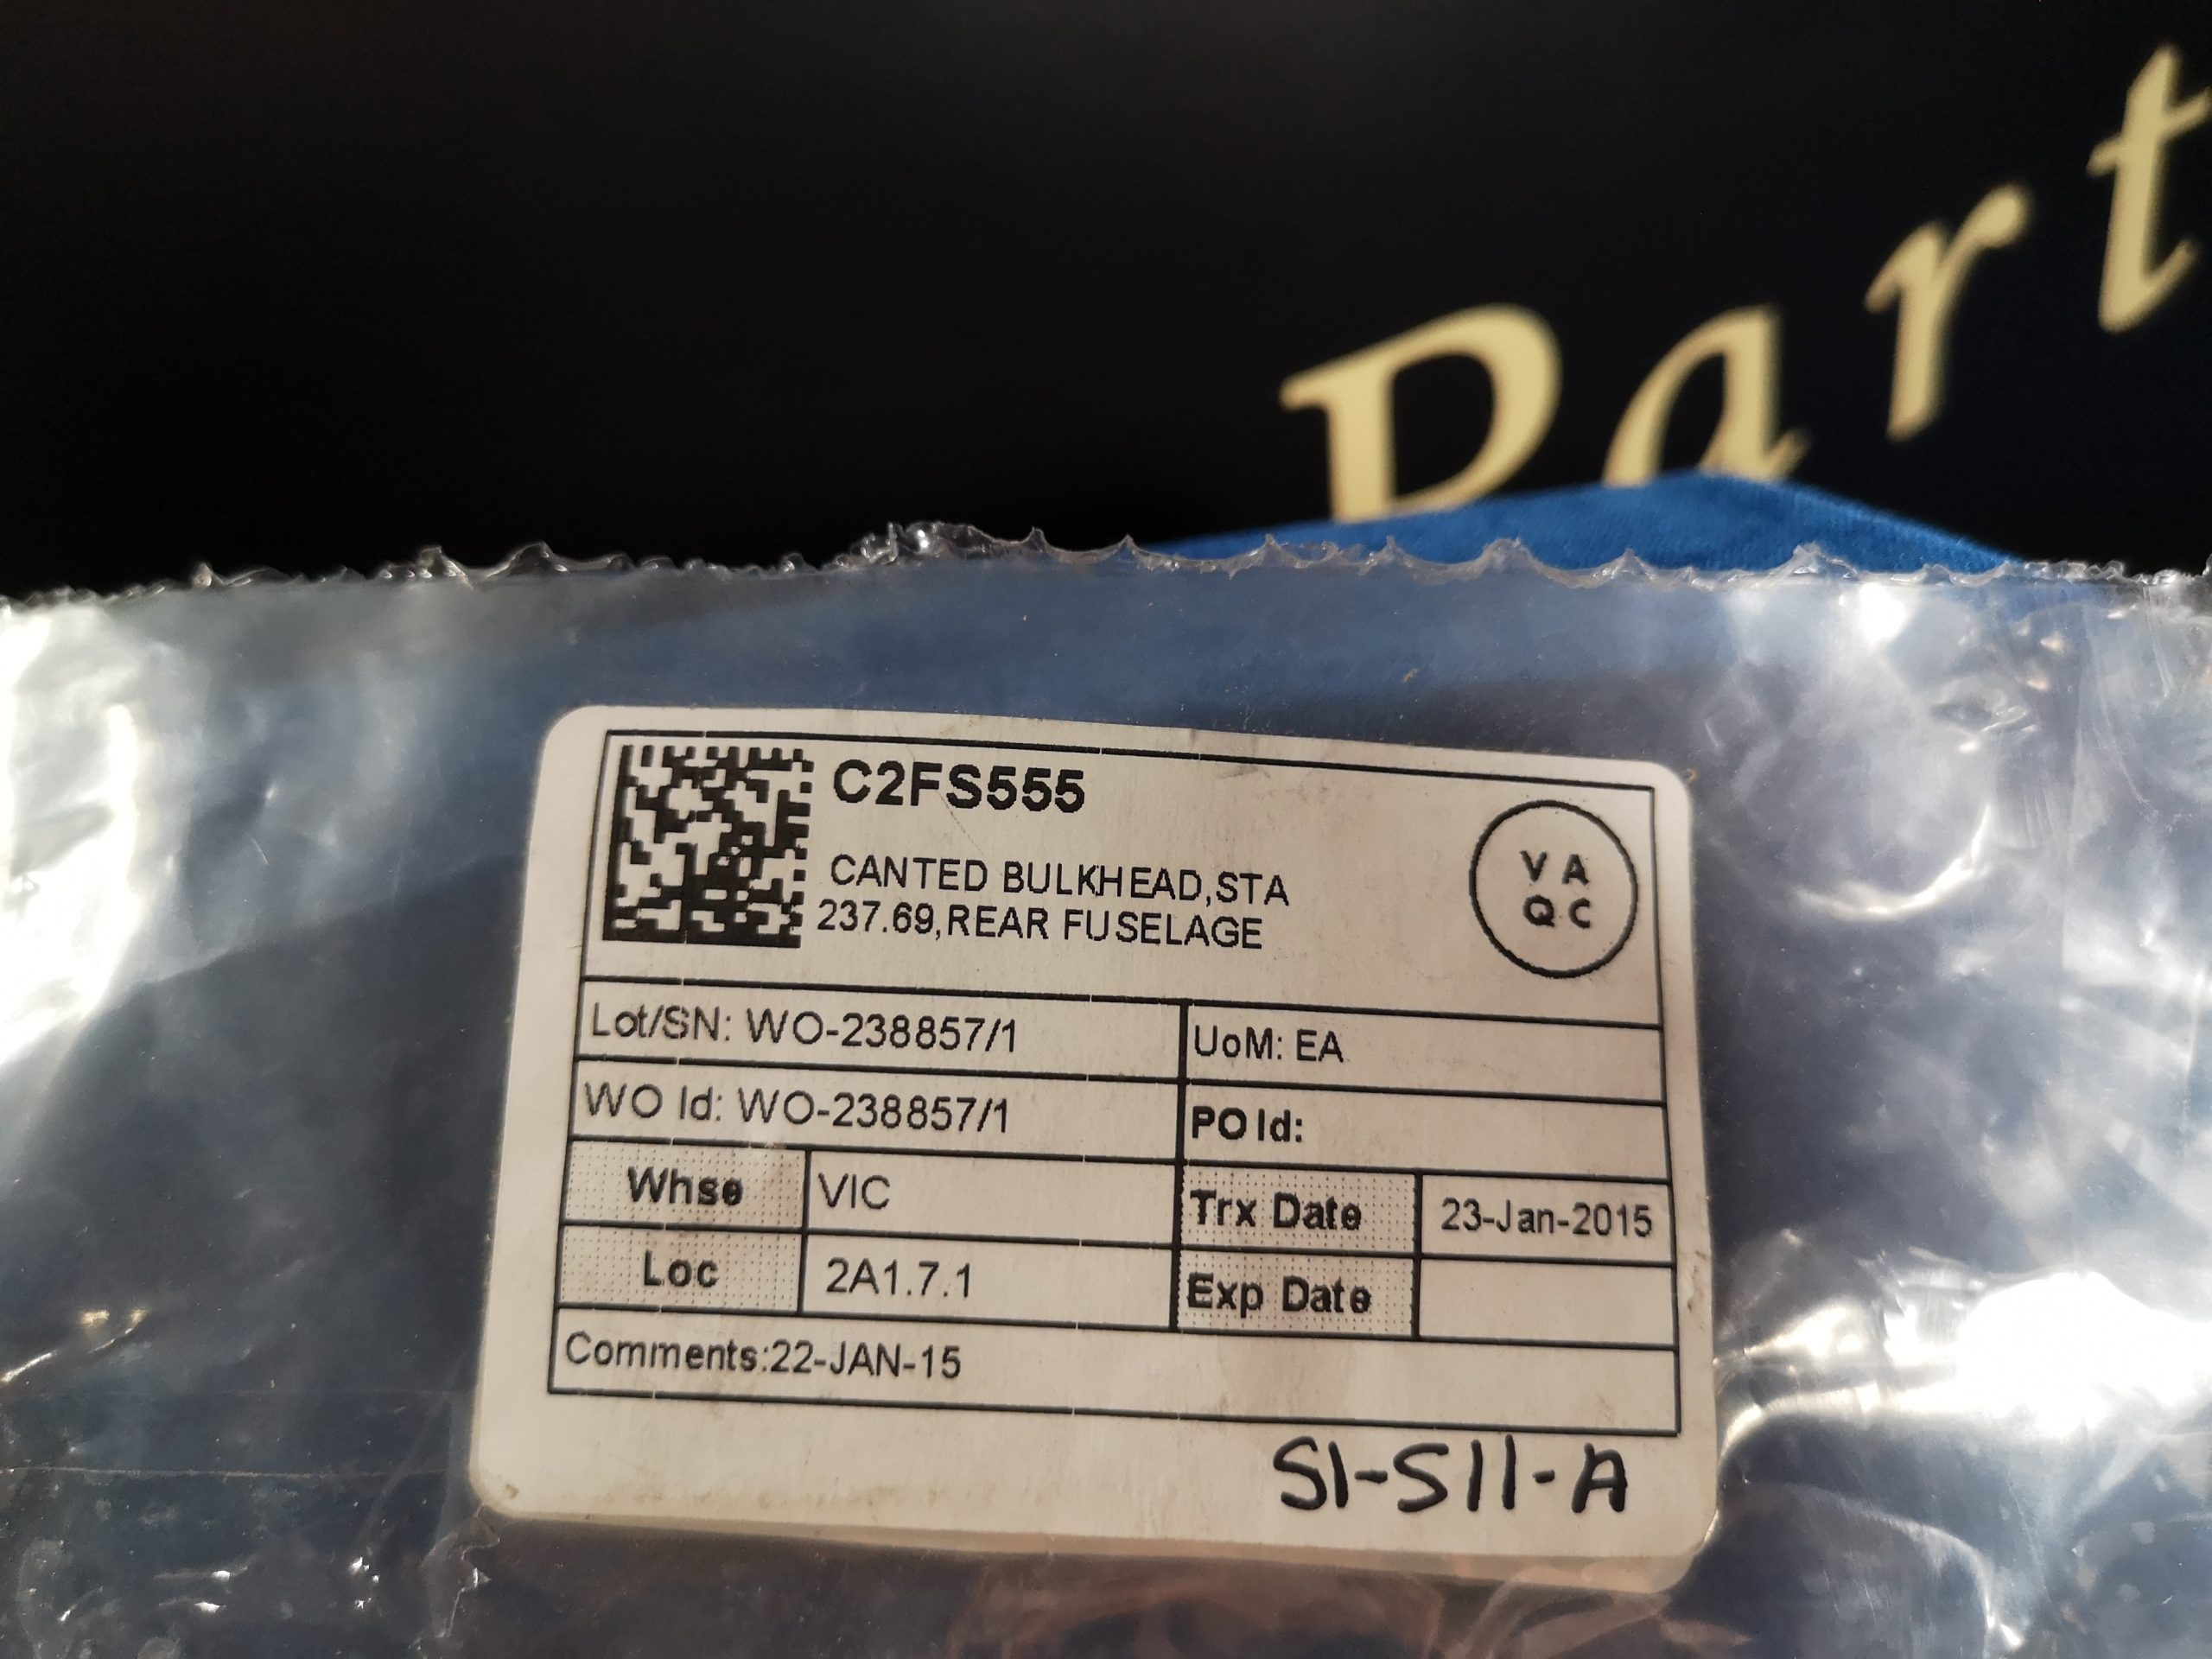 Part
C2FS555
CANTED BULKHEAD,STA
237.69,REAR FUSELAGE
V A
Q C
Lot/SN: WO-238857/1
UoM: EA
WO Id: WO-238857/1
PO Id:
Whse
VIC
Trx Date
23-Jan-2015
Loc
2A1.7.1
Exp Date
Comments:22-JAN-15
S1-S11-A